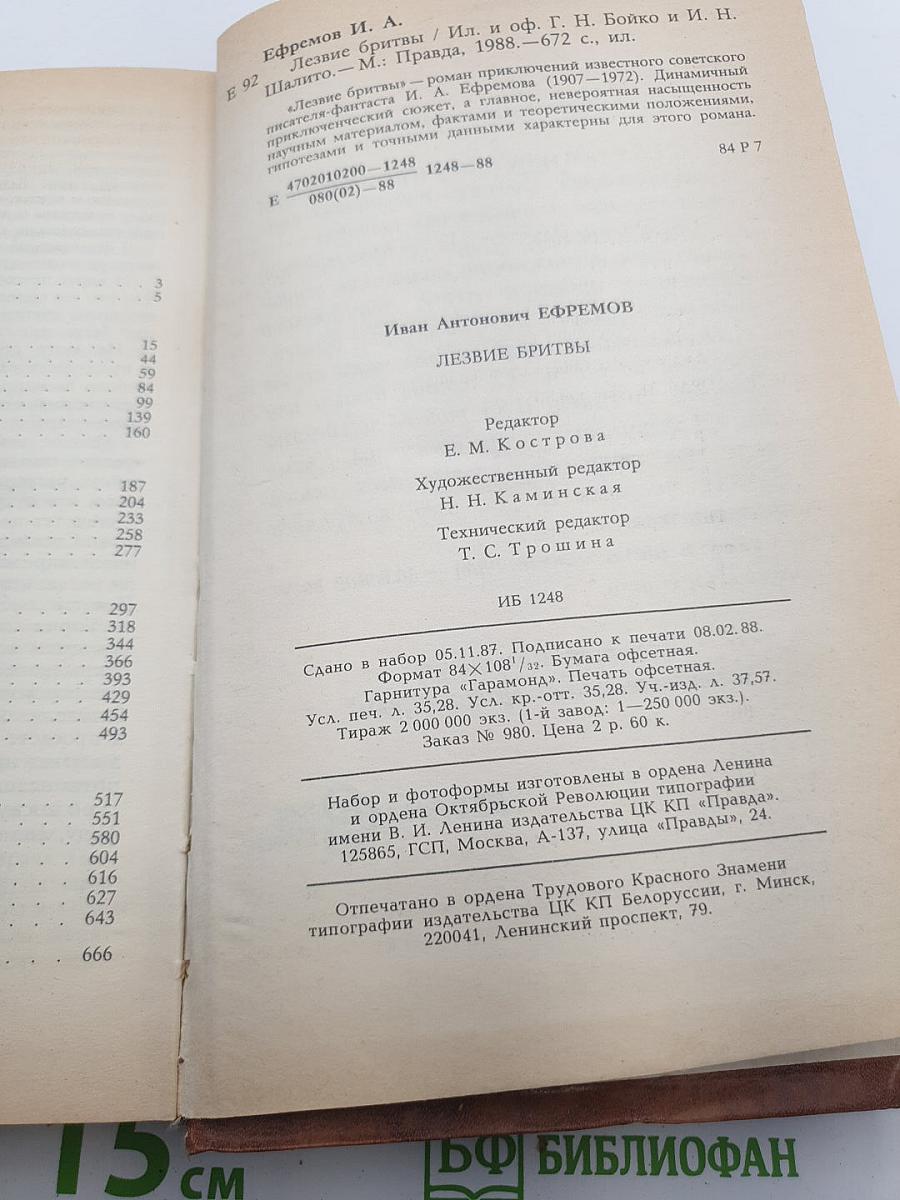 3
5
15
44
59
84
99
139
160
187
204
233
258
277
297
318
344
366
393
429
454
493
517
551
580
604
616
627
643
666
Ефремов И. А.
Е 92 Лезвие бритвы / Ил. и оф. Г. Н. Бойко и И. Н.
Шалито.— М.: Правда, 1988.—672 с., ил.
«Лезвие бритвы» — роман приключений известного советского
писателя-фантаста И. А. Ефремова (1907—1972). Динамичный
приключенческий сюжет, а главное, невероятная насыщенность
научным материалом, фактами и теоретическими положениями,
гипотезами и точными данными характерны для этого романа.
Е 4702010200—1248 1248—88 84 Р 7
080(02)—88
Иван Антонович ЕФРЕМОВ
ЛЕЗВИЕ БРИТВЫ
Редактор
Е. М. Кострова
Художественный редактор
Н. Н. Каминская
Технический редактор
Т. С. Трошина
ИБ 1248
Сдано в набор 05.11.87. Подписано к печати 08.02.88.
Формат 84×108¹/₃₂. Бумага офсетная.
Гарнитура «Гарамонд». Печать офсетная.
Усл. печ. л. 35,28. Усл. кр.-отт. 35,28. Уч.-изд. л. 37,57.
Тираж 2 000 000 экз. (1-й завод: 1—250 000 экз.).
Заказ № 980. Цена 2 р. 60 к.
Набор и фотоформы изготовлены в ордена Ленина
и ордена Октябрьской Революции типографии
имени В. И. Ленина издательства ЦК КП «Правда».
125865, ГСП, Москва, А-137, улица «Правды», 24.
Отпечатано в ордена Трудового Красного Знамени
типографии издательства ЦК КП Белоруссии, г. Минск,
220041, Ленинский проспект, 79.
15 см
БФ БИБЛИОФАН